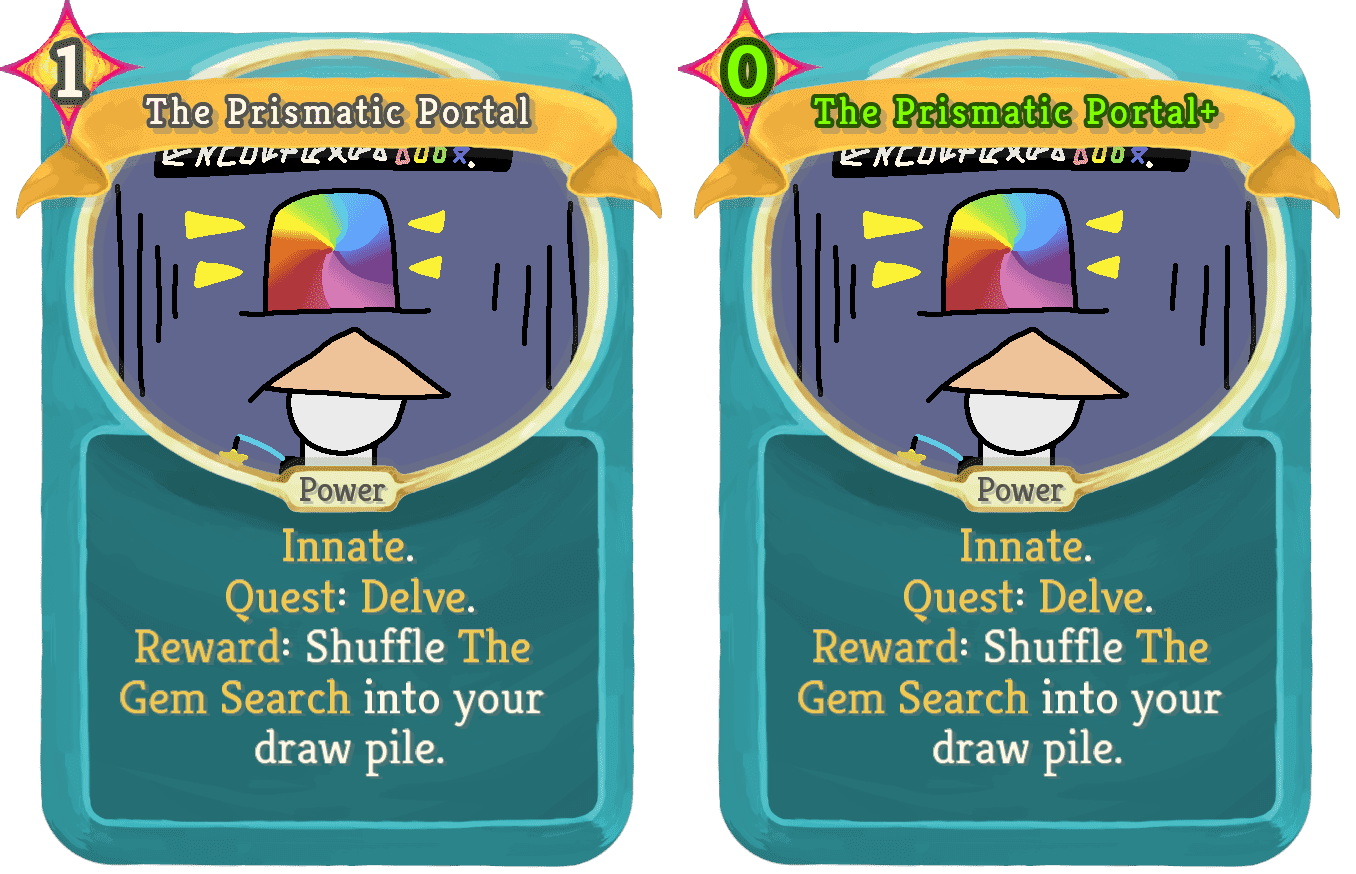 1
The Prismatic Portal
Power
Innate.
Quest: Delve.
Reward: Shuffle The
Gem Search into your
draw pile.
0
The Prismatic Portal+
Power
Innate.
Quest: Delve.
Reward: Shuffle The
Gem Search into your
draw pile.